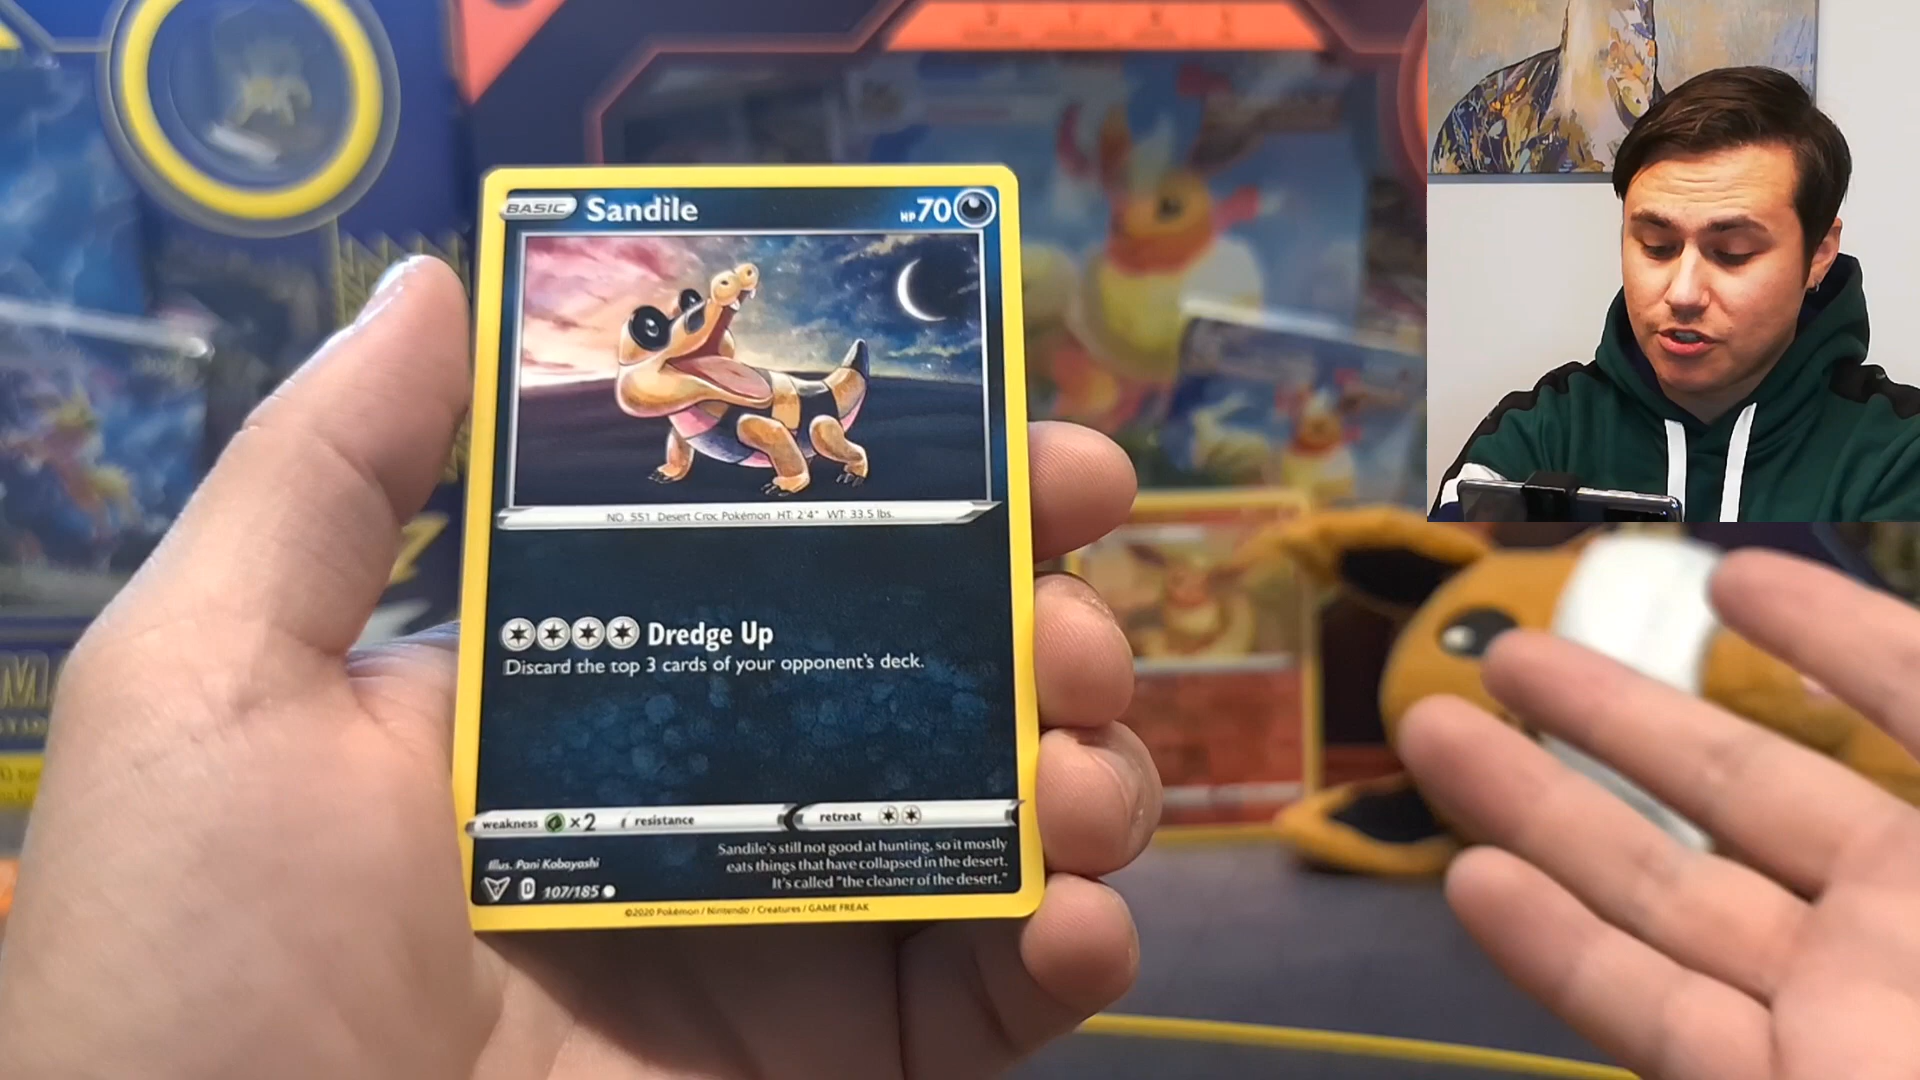 BASIC Sandile HP 70
NO. 551 Desert Croc Pokémon HT: 2'4" WT: 33.5 lbs.
Dredge Up
Discard the top 3 cards of your opponent's deck.
weakness ×2 resistance retreat
Illus. Pani Kobayashi
Sandile's still not good at hunting, so it mostly
eats things that have collapsed in the desert.
It's called "the cleaner of the desert."
D 107/185
©2020 Pokémon / Nintendo / Creatures / GAME FREAK